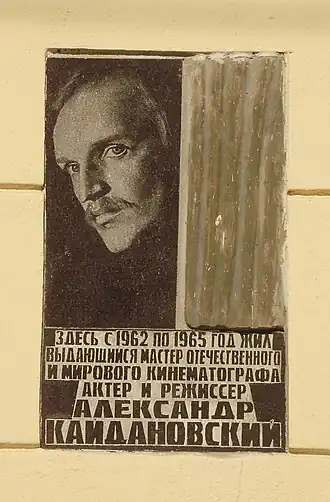 ЗДЕСЬ С 1962 ПО 1965 ГОД ЖИЛ
ВЫДАЮЩИЙСЯ МАСТЕР ОТЕЧЕСТВЕННОГО
И МИРОВОГО КИНЕМАТОГРАФА
АКТЕР И РЕЖИССЕР
АЛЕКСАНДР
КАЙДАНОВСКИЙ